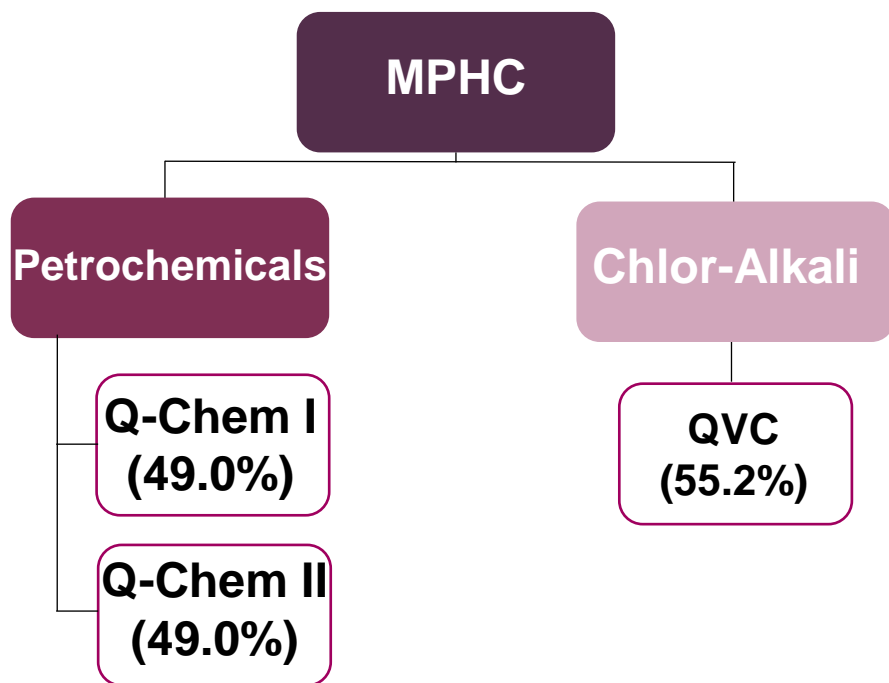 MPHC
Petrochemicals
Chlor-Alkali
Q-Chem I
(49.0%)
QVC
(55.2%)
Q-Chem II
(49.0%)